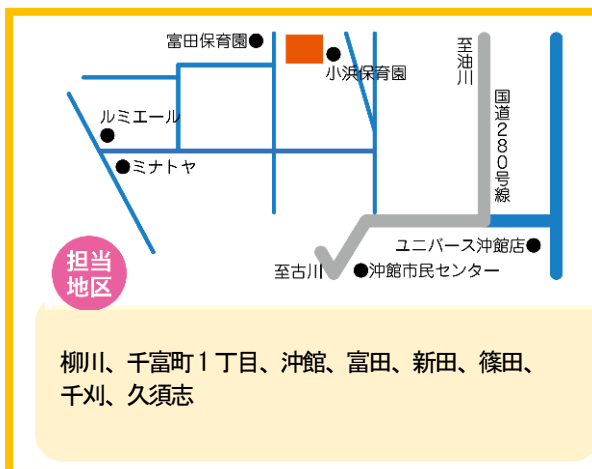 富田保育園
小浜保育園
至油川
国道280号線
ルミエール
ミナトヤ
ユニバース沖館店
至古川
沖館市民センター
担当
地区
柳川、千富町1丁目、沖館、富田、新田、篠田、
千刈、久須志